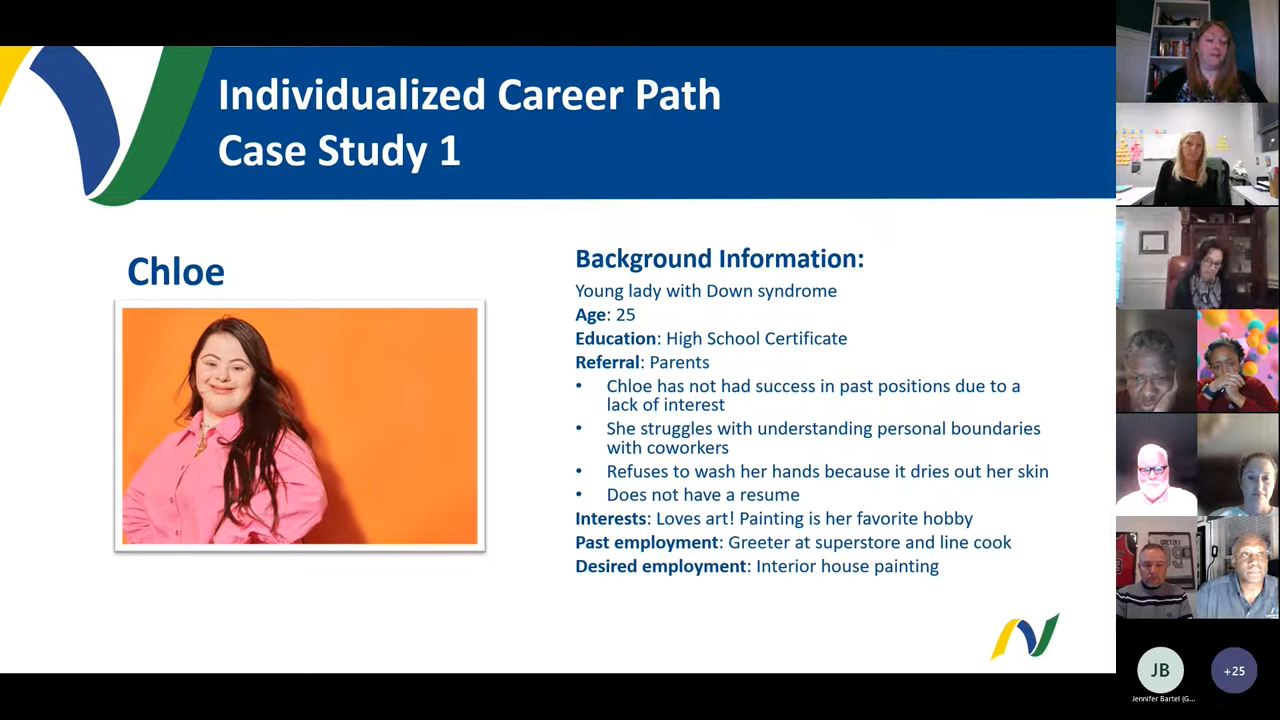 Individualized Career Path
Case Study 1
Chloe
Background Information:
Young lady with Down syndrome
Age: 25
Education: High School Certificate
Referral: Parents
• Chloe has not had success in past positions due to a
lack of interest
• She struggles with understanding personal boundaries
with coworkers
• Refuses to wash her hands because it dries out her skin
• Does not have a resume
Interests: Loves art! Painting is her favorite hobby
Past employment: Greeter at superstore and line cook
Desired employment: Interior house painting
JB
+25
Jennifer Bartel (G...